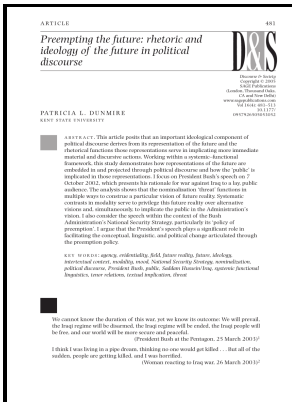 ARTICLE 481
Preempting the future: rhetoric and
ideology of the future in political
discourse
D&S
Discourse & Society
Copyright © 2005
SAGE Publications
(London, Thousand Oaks,
CA and New Delhi)
www.sagepublications.com
Vol 16(4): 481–513
10.1177/
0957926505053052
PATRICIA L. DUNMIRE
KENT STATE UNIVERSITY
ABSTRACT. This article posits that an important ideological component of
political discourse derives from its representation of the future and the
rhetorical functions those representations serve in implicating more immediate
material and discursive actions. Working within a systemic–functional
framework, this study demonstrates how representations of the future are
embedded in and projected through political discourse and how the 'public' is
implicated in those representations. I focus on President Bush's speech on 7
October 2002, which presents his rationale for war against Iraq to a lay, public
audience. The analysis shows that the nominalization 'threat' functions in
multiple ways to construct a particular vision of future reality. Systematic
contrasts in modality serve to privilege this future reality over alternative
visions and, simultaneously, to implicate the public in the Administration's
vision. I also consider the speech within the context of the Bush
Administration's National Security Strategy, particularly its 'policy of
preemption'. I argue that the President's speech plays a significant role in
facilitating the conceptual, linguistic, and political change articulated through
the preemption policy.
KEY WORDS: agency, evidentiality, field, future reality, future, ideology,
intertextual context, modality, mood, National Security Strategy, nominalization,
political discourse, President Bush, public, Saddam Hussein/Iraq, systemic functional
linguistics, tenor relations, textual implication, threat
We cannot know the duration of this war, yet we know its outcome: We will prevail,
the Iraqi regime will be disarmed, the Iraqi regime will be ended, the Iraqi people will
be free, and our world will be more secure and peaceful.
(President Bush at the Pentagon, 25 March 2003)¹
I think I was living in a pipe dream, thinking no one would get killed . . . But all of the
sudden, people are getting killed, and I was horrified.
(Woman reacting to Iraq war, 26 March 2003)²